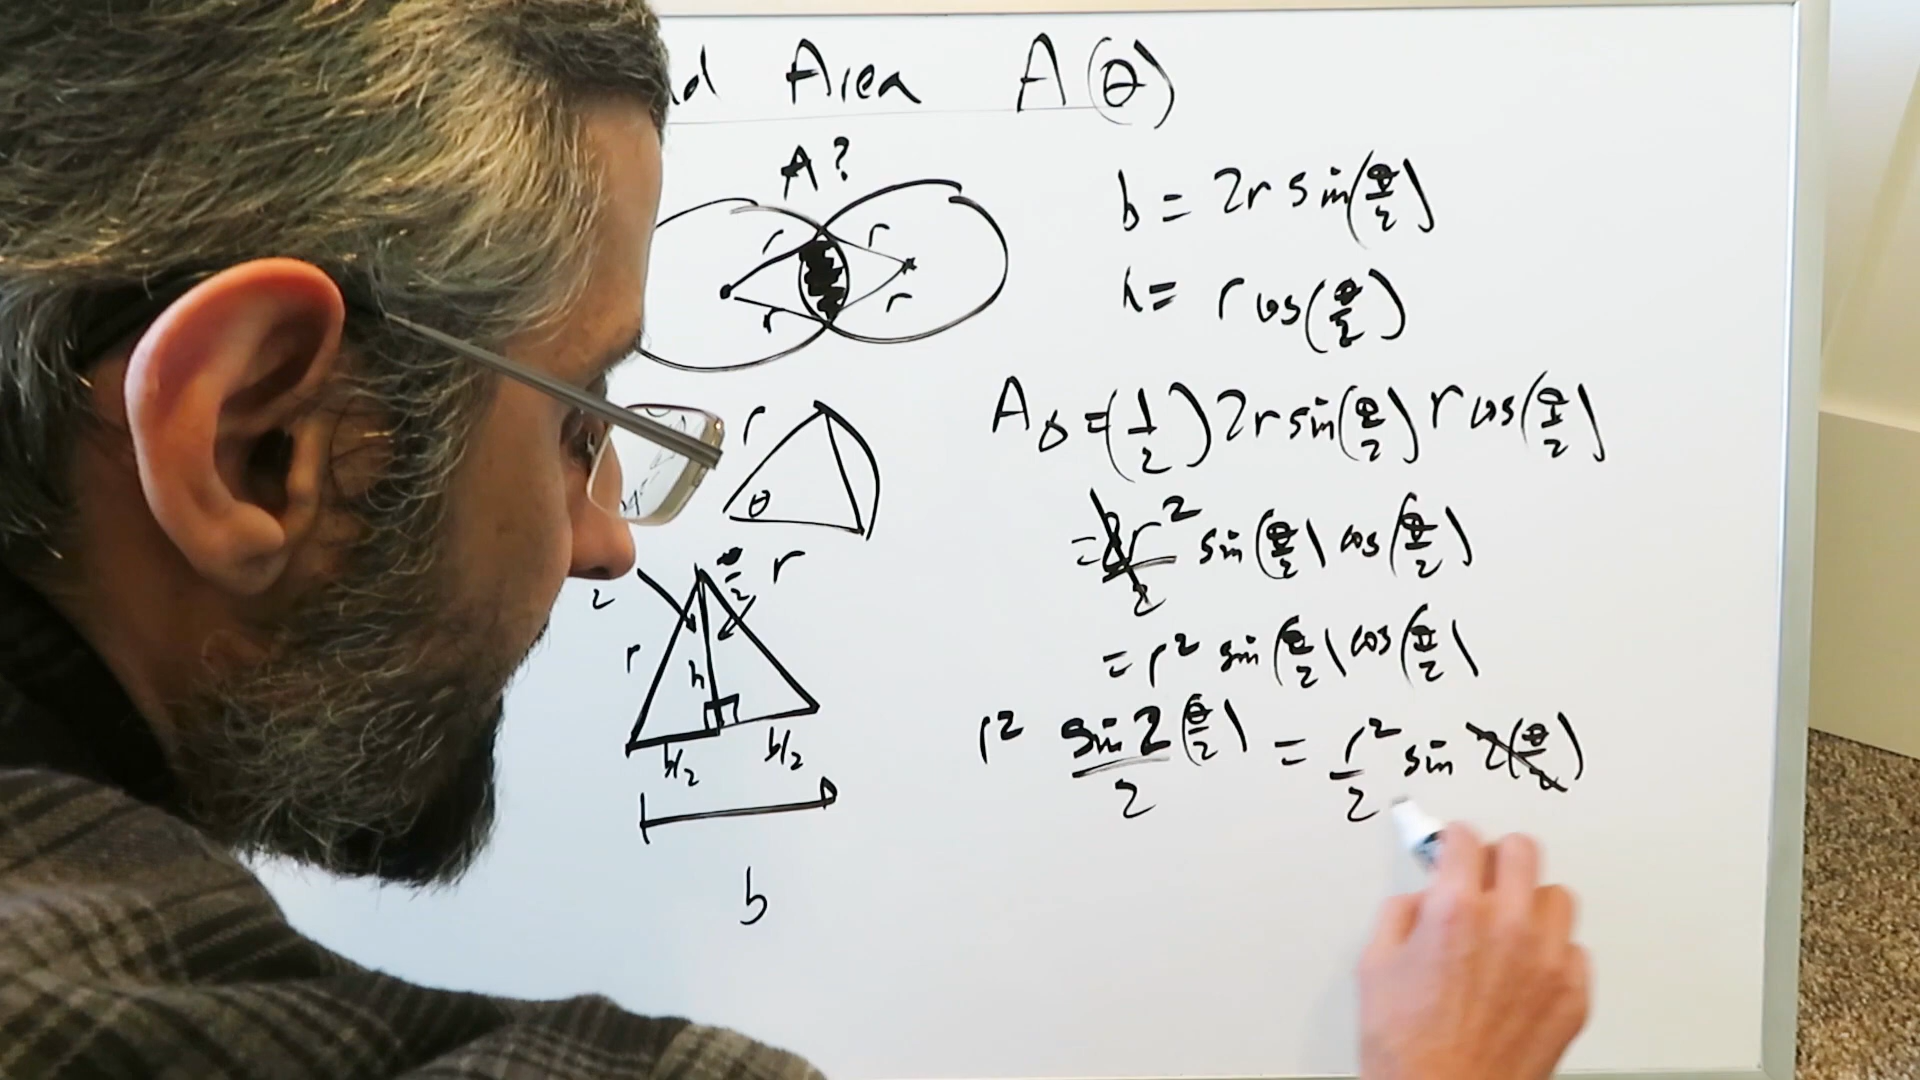 d Area A(θ)
A?
r r
r r
r
θ
θ/2 r
2
r h
b/2 b/2
b
b = 2r sin(θ/2)
h = r cos(θ/2)
A△ = (1/2) 2r sin(θ/2) r cos(θ/2)
= 2r²/2 sin(θ/2) cos(θ/2)
= r² sin(θ/2) cos(θ/2)
r² sin2(θ/2)/2 = r²/2 sin 2(θ/2)